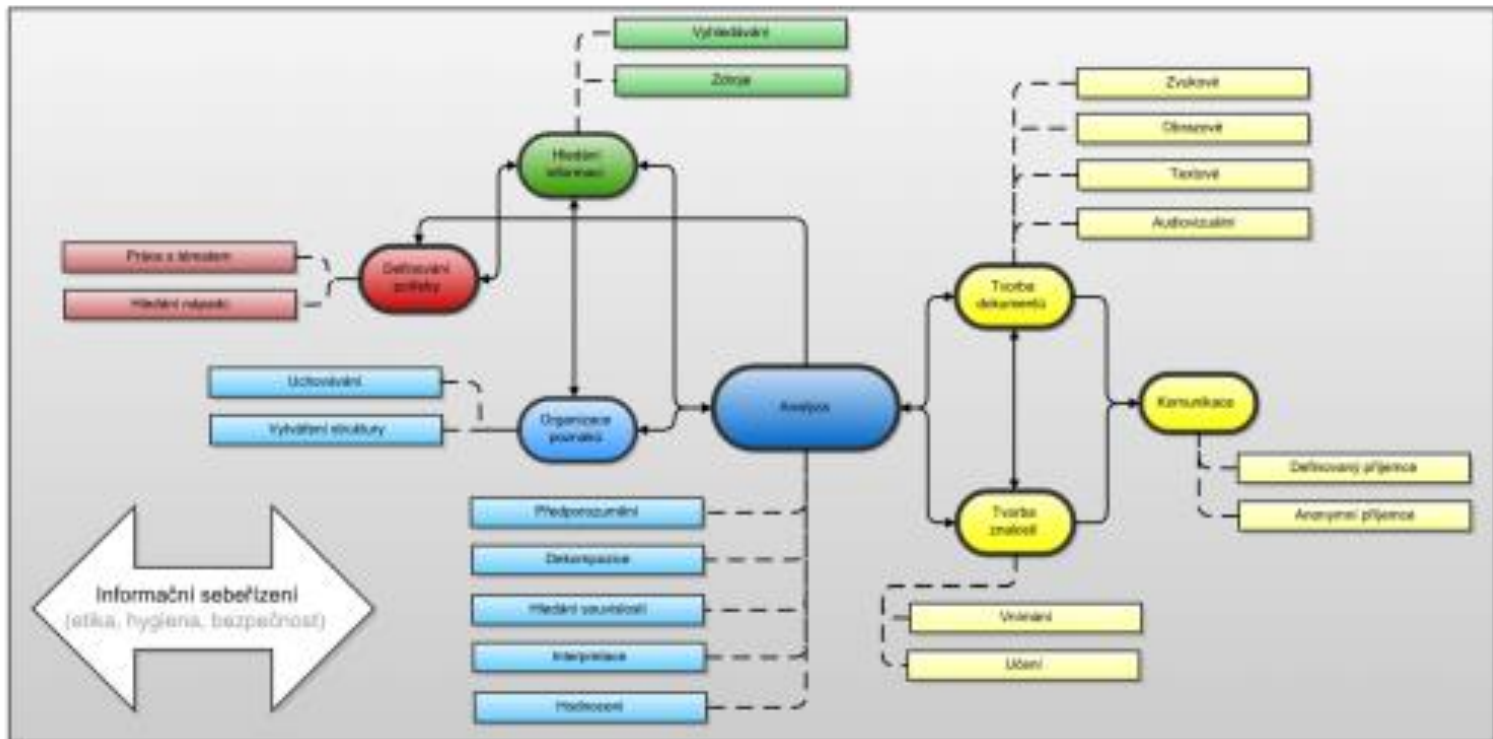 Vyhledávání
Zdroje
Hledání
informací
Zvukové
Obrazové
Textové
Audiovizuální
Práce s tématem
Hledání nápadů
Definování
potřeby
Tvorba
dokumentů
Uchovávání
Vytváření struktury
Organizace
poznatků
Analýza
Komunikace
Definovaný příjemce
Anonymní příjemce
Předporozumění
Dekompozice
Hledání souvislostí
Interpretace
Hodnocení
Tvorba
znalostí
Vnímání
Učení
Informační sebeřízení
(etika, hygiena, bezpečnost)